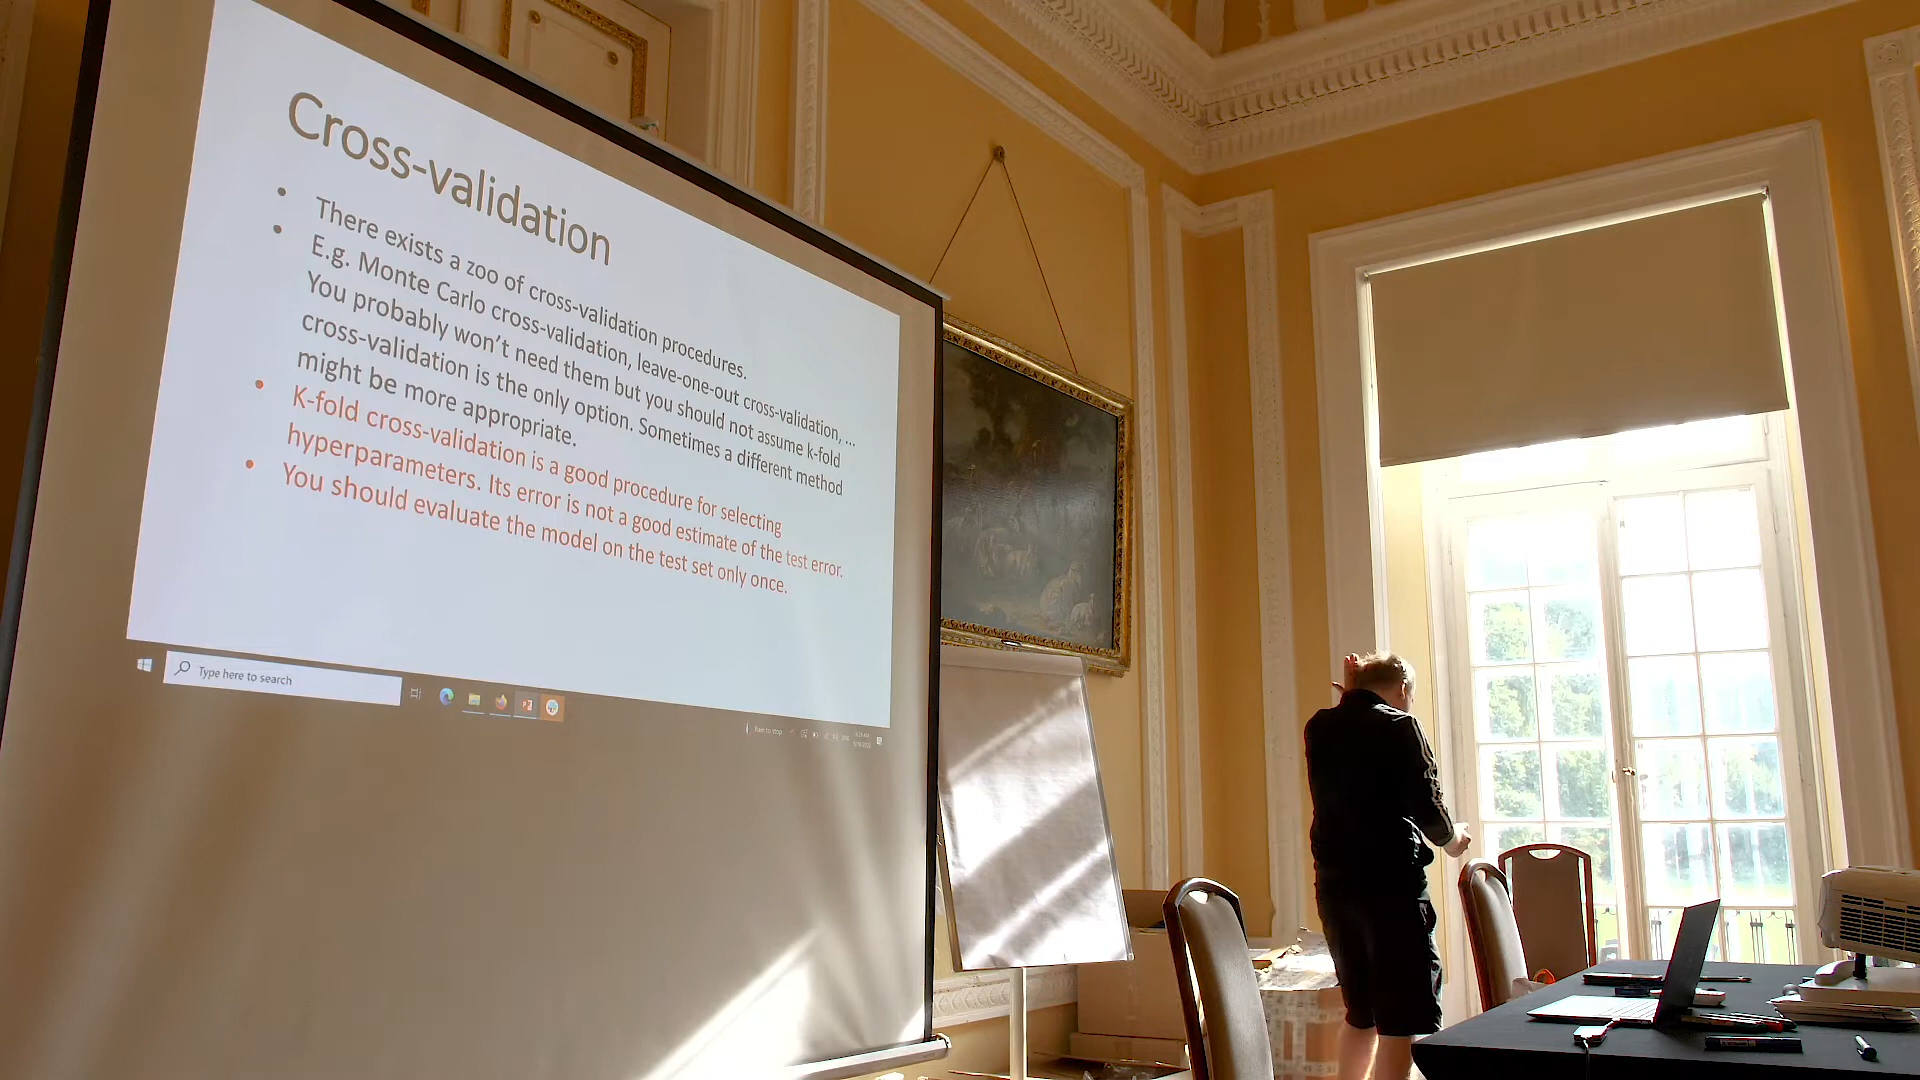 Cross-validation
• There exists a zoo of cross-validation procedures.
• E.g. Monte Carlo cross-validation, leave-one-out cross-validation, ...
You probably won't need them but you should not assume k-fold
cross-validation is the only option. Sometimes a different method
might be more appropriate.
• K-fold cross-validation is a good procedure for selecting
hyperparameters. Its error is not a good estimate of the test error.
• You should evaluate the model on the test set only once.
Type here to search
Rain to stop